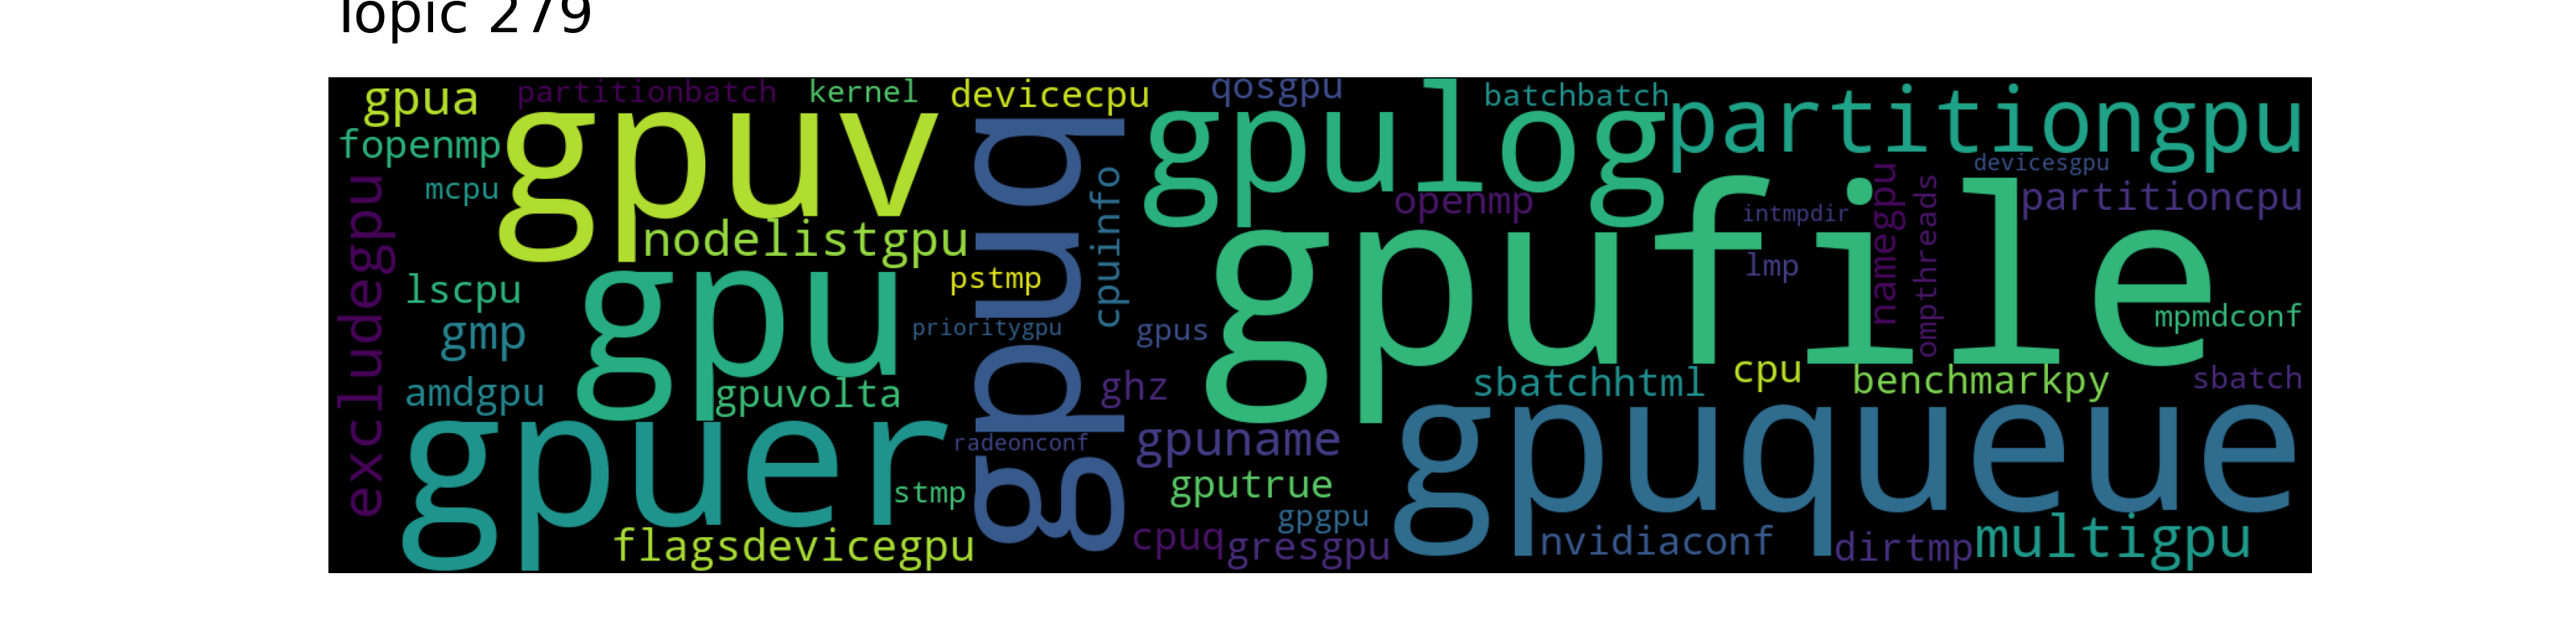 Topic 279
gpua partitionbatch kernel devicecpu qosgpu batchbatch partitiongpu
fopenmp gpuv gpulog devicesgpu
mcpu openmp partitioncpu
nodelistgpu gpuq cpuinfo intmpdir namegpu ompthreads
excludegpu lscpu gpu pstmp gpufile lmp
gmp prioritygpu gpus mpmdconf
amdgpu gpuvolta ghz sbatchhtml cpu benchmarkpy sbatch
gpuer radeonconf gpuname gpuqueue
stmp gputrue
gpgpu
flagsdevicegpu cpuq gresgpu nvidiaconf dirtmp multigpu